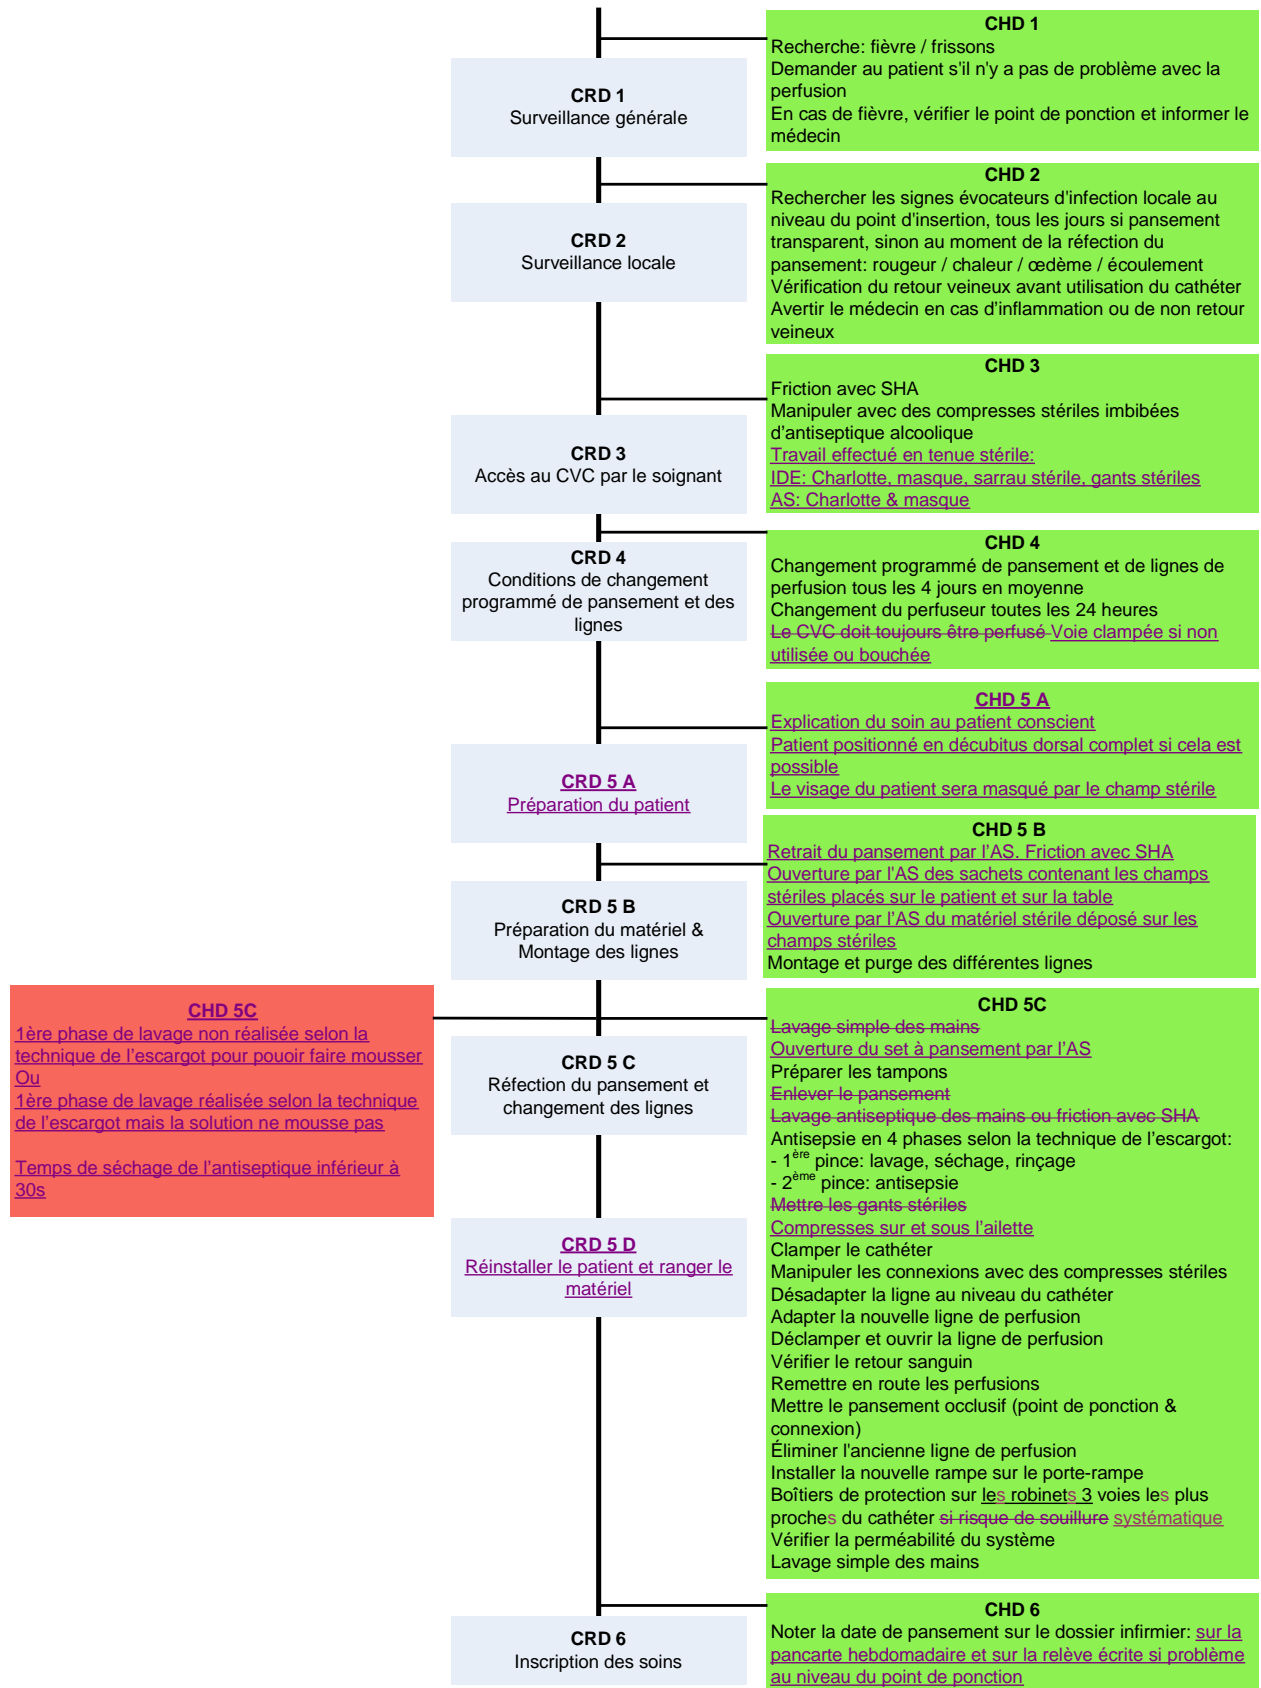 CHD 1
Recherche: fièvre / frissons
Demander au patient s'il n'y a pas de problème avec la
perfusion
En cas de fièvre, vérifier le point de ponction et informer le
médecin
CRD 1
Surveillance générale
CHD 2
Rechercher les signes évocateurs d'infection locale au
niveau du point d'insertion, tous les jours si pansement
transparent, sinon au moment de la réfection du
pansement: rougeur / chaleur / œdème / écoulement
Vérification du retour veineux avant utilisation du cathéter
Avertir le médecin en cas d’inflammation ou de non retour
veineux
CRD 2
Surveillance locale
CHD 3
Friction avec SHA
Manipuler avec des compresses stériles imbibées
d’antiseptique alcoolique
Travail effectué en tenue stérile:
IDE: Charlotte, masque, sarrau stérile, gants stériles
AS: Charlotte & masque
CRD 3
Accès au CVC par le soignant
CHD 4
Changement programmé de pansement et de lignes de
perfusion tous les 4 jours en moyenne
Changement du perfuseur toutes les 24 heures
Le CVC doit toujours être perfusé Voie clampée si non
utilisée ou bouchée
CRD 4
Conditions de changement
programmé de pansement et des
lignes
CHD 5 A
Explication du soin au patient conscient
Patient positionné en décubitus dorsal complet si cela est
possible
Le visage du patient sera masqué par le champ stérile
CRD 5 A
Préparation du patient
CHD 5 B
Retrait du pansement par l’AS. Friction avec SHA
Ouverture par l'AS des sachets contenant les champs
stériles placés sur le patient et sur la table
Ouverture par l’AS du matériel stérile déposé sur les
champs stériles
Montage et purge des différentes lignes
CRD 5 B
Préparation du matériel &
Montage des lignes
CHD 5C
1ère phase de lavage non réalisée selon la
technique de l’escargot pour pouoir faire mousser
Ou
1ère phase de lavage réalisée selon la technique
de l’escargot mais la solution ne mousse pas
Temps de séchage de l’antiseptique inférieur à
30s
CRD 5 C
Réfection du pansement et
changement des lignes
CHD 5C
Lavage simple des mains
Ouverture du set à pansement par l’AS
Préparer les tampons
Enlever le pansement
Lavage antiseptique des mains ou friction avec SHA
Antisepsie en 4 phases selon la technique de l’escargot:
- 1ère pince: lavage, séchage, rinçage
- 2ème pince: antisepsie
Mettre les gants stériles
Compresses sur et sous l’ailette
Clamper le cathéter
Manipuler les connexions avec des compresses stériles
Désadapter la ligne au niveau du cathéter
Adapter la nouvelle ligne de perfusion
Déclamper et ouvrir la ligne de perfusion
Vérifier le retour sanguin
Remettre en route les perfusions
Mettre le pansement occlusif (point de ponction &
connexion)
Éliminer l'ancienne ligne de perfusion
Installer la nouvelle rampe sur le porte-rampe
Boîtiers de protection sur les robinets 3 voies les plus
proches du cathéter si risque de souillure systématique
Vérifier la perméabilité du système
Lavage simple des mains
CRD 5 D
Réinstaller le patient et ranger le
matériel
CHD 6
Noter la date de pansement sur le dossier infirmier: sur la
pancarte hebdomadaire et sur la relève écrite si problème
au niveau du point de ponction
CRD 6
Inscription des soins